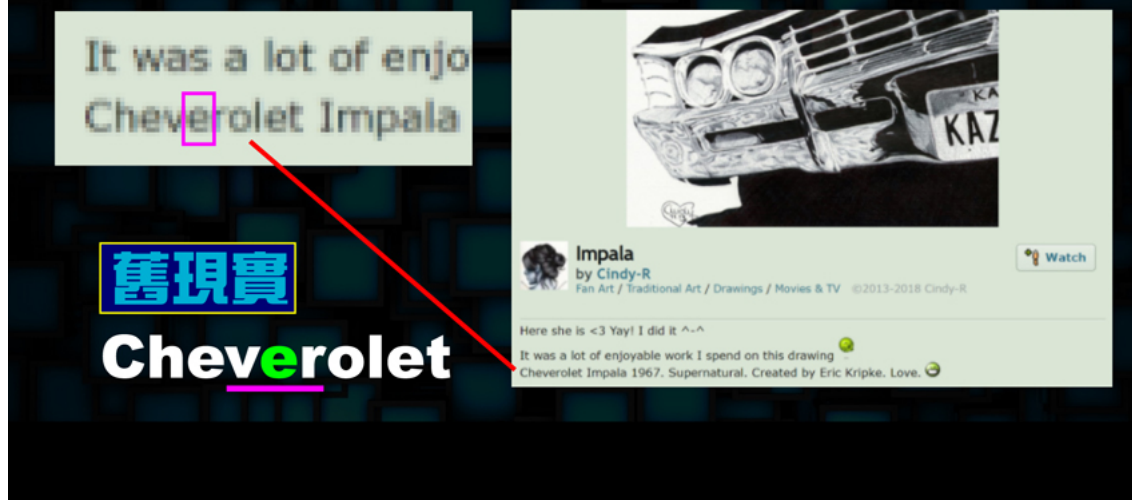 It was a lot of enjo
Cheverolet Impala
舊現實
Cheverolet
KA
KAZ
Impala
by Cindy-R
Watch
Fan Art / Traditional Art / Drawings / Movies & TV ©2013-2018 Cindy-R
Here she is <3 Yay! I did it ^-^
It was a lot of enjoyable work I spend on this drawing
Cheverolet Impala 1967. Supernatural. Created by Eric Kripke. Love.